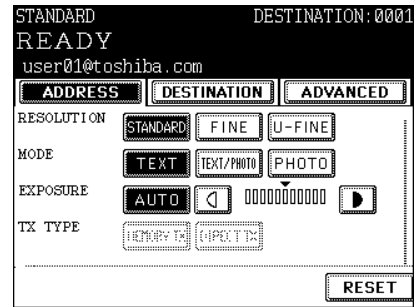 STANDARD DESTINATION:0001
READY
user01@toshiba.com
ADDRESS DESTINATION ADVANCED
RESOLUTION STANDARD FINE U-FINE
MODE TEXT TEXT/PHOTO PHOTO
EXPOSURE AUTO
TX TYPE MEMORY TX DIRECT TX
RESET